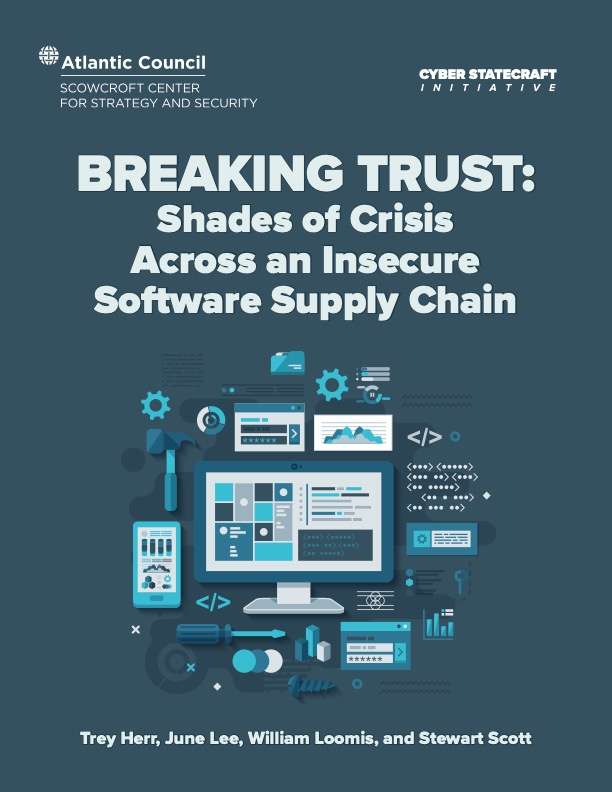 Atlantic Council
SCOWCROFT CENTER
FOR STRATEGY AND SECURITY
CYBER STATECRAFT
INITIATIVE
BREAKING TRUST:
Shades of Crisis
Across an Insecure
Software Supply Chain
</>
******
</>
******
Trey Herr, June Lee, William Loomis, and Stewart Scott